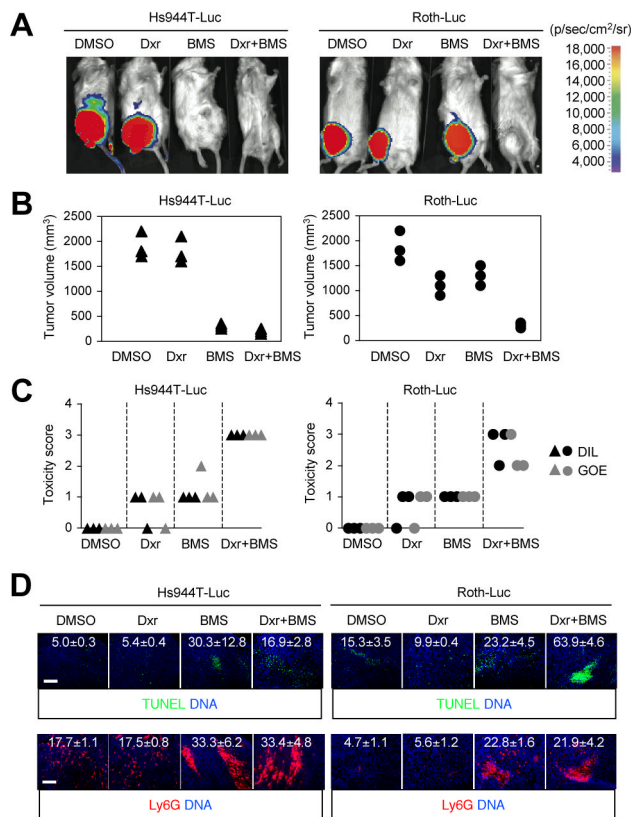 A
Hs944T-Luc
Roth-Luc
(p/sec/cm²/sr)
DMSO Dxr BMS Dxr+BMS
DMSO Dxr BMS Dxr+BMS
18,000
16,000
14,000
12,000
10,000
8,000
6,000
4,000
B
Hs944T-Luc
Tumor volume (mm³)
2500
2000
1500
1000
500
0
DMSO Dxr BMS Dxr+BMS
Roth-Luc
Tumor volume (mm³)
2500
2000
1500
1000
500
0
DMSO Dxr BMS Dxr+BMS
C
Hs944T-Luc
Toxicity score
4
3
2
1
0
DMSO Dxr BMS Dxr+BMS
Roth-Luc
Toxicity score
4
3
2
1
0
DMSO Dxr BMS Dxr+BMS
DIL
GOE
D
Hs944T-Luc
DMSO Dxr BMS Dxr+BMS
5.0±0.3 5.4±0.4 30.3±12.8 16.9±2.8
TUNEL DNA
17.7±1.1 17.5±0.8 33.3±6.2 33.4±4.8
Ly6G DNA
Roth-Luc
DMSO Dxr BMS Dxr+BMS
15.3±3.5 9.9±0.4 23.2±4.5 63.9±4.6
TUNEL DNA
4.7±1.1 5.6±1.2 22.8±1.6 21.9±4.2
Ly6G DNA